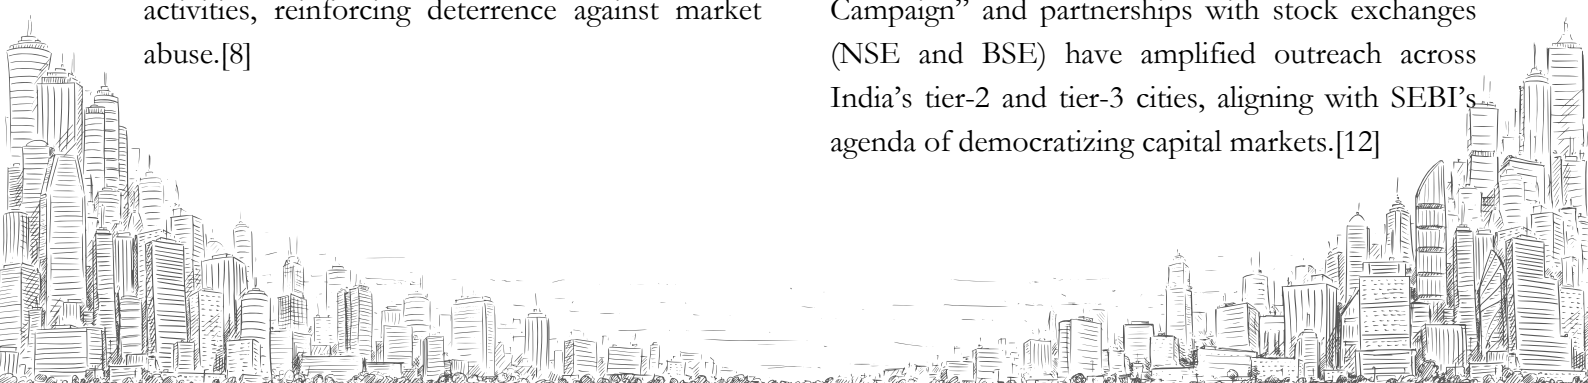 activities, reinforcing deterrence against market
abuse.[8]
Campaign” and partnerships with stock exchanges
(NSE and BSE) have amplified outreach across
India’s tier-2 and tier-3 cities, aligning with SEBI’s
agenda of democratizing capital markets.[12]